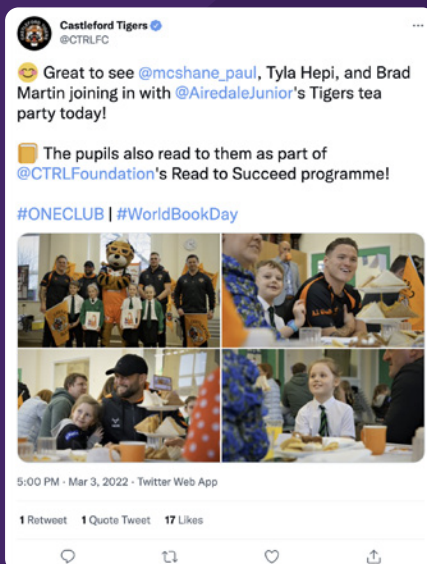 Castleford Tigers
@CTRLFC
Great to see @mcshane_paul, Tyla Hepi, and Brad
Martin joining in with @AiredaleJunior's Tigers tea
party today!
The pupils also read to them as part of
@CTRLFoundation's Read to Succeed programme!
#ONECLUB | #WorldBookDay
5:00 PM · Mar 3, 2022 · Twitter Web App
1 Retweet 1 Quote Tweet 17 Likes